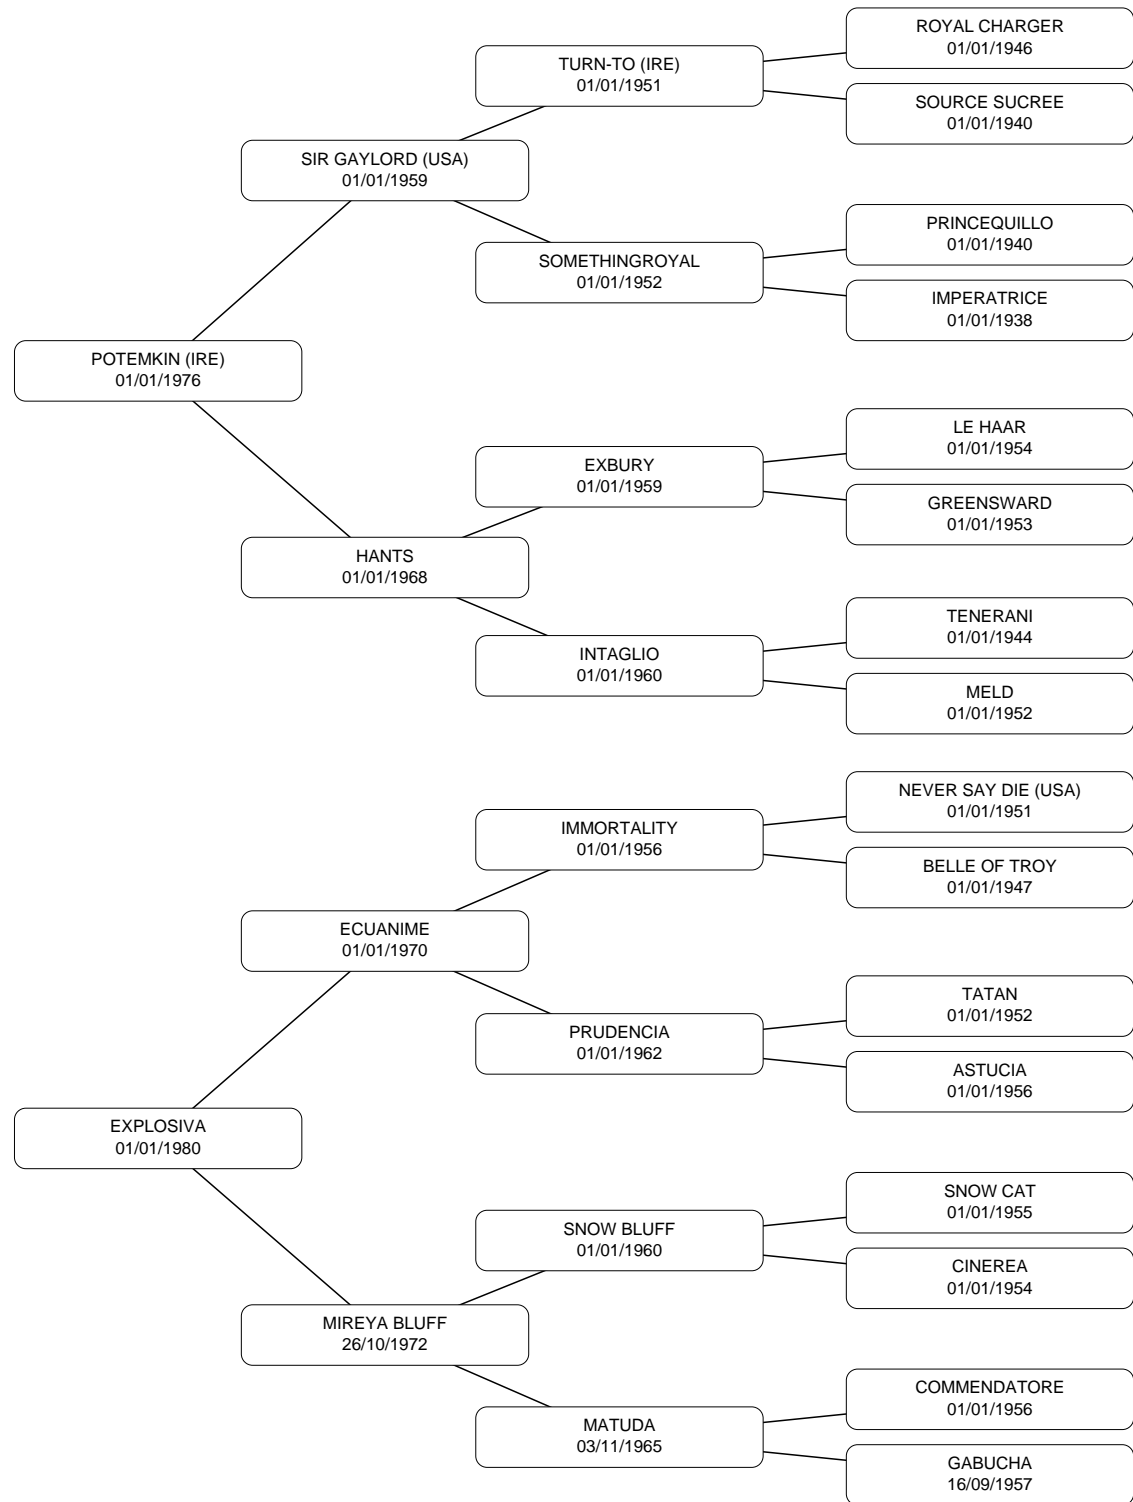 ROYAL CHARGER
01/01/1946
TURN-TO (IRE)
01/01/1951
SOURCE SUCREE
01/01/1940
SIR GAYLORD (USA)
01/01/1959
PRINCEQUILLO
01/01/1940
SOMETHINGROYAL
01/01/1952
IMPERATRICE
01/01/1938
POTEMKIN (IRE)
01/01/1976
LE HAAR
01/01/1954
EXBURY
01/01/1959
GREENSWARD
01/01/1953
HANTS
01/01/1968
TENERANI
01/01/1944
INTAGLIO
01/01/1960
MELD
01/01/1952
NEVER SAY DIE (USA)
01/01/1951
IMMORTALITY
01/01/1956
BELLE OF TROY
01/01/1947
ECUANIME
01/01/1970
TATAN
01/01/1952
PRUDENCIA
01/01/1962
ASTUCIA
01/01/1956
EXPLOSIVA
01/01/1980
SNOW CAT
01/01/1955
SNOW BLUFF
01/01/1960
CINEREA
01/01/1954
MIREYA BLUFF
26/10/1972
COMMENDATORE
01/01/1956
MATUDA
03/11/1965
GABUCHA
16/09/1957